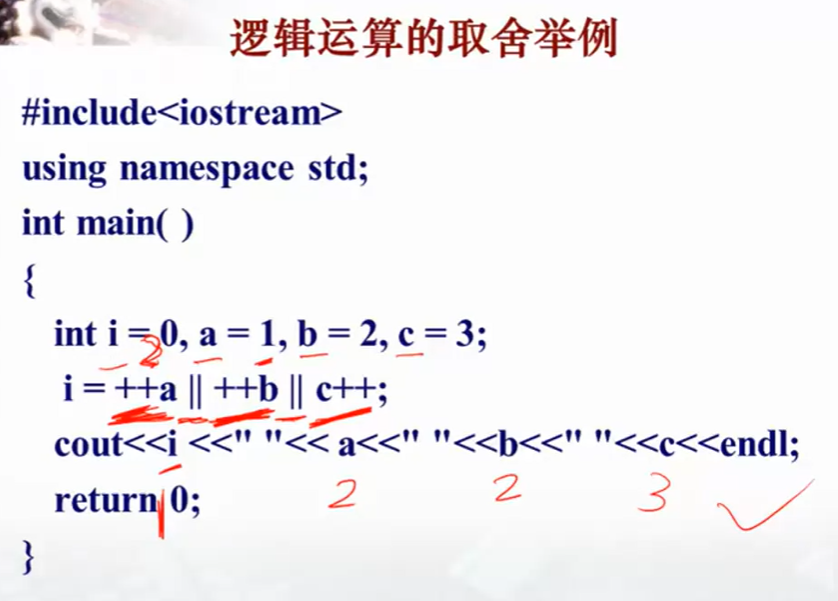 逻辑运算的取舍举例
#include<iostream>
using namespace std;
int main( )
{
int i = 0, a = 1, b = 2, c = 3;
2
i = ++a || ++b || c++;
cout<<i <<" "<< a<<" "<<b<<" "<<c<<endl;
return 0;
1 2 2 3
}